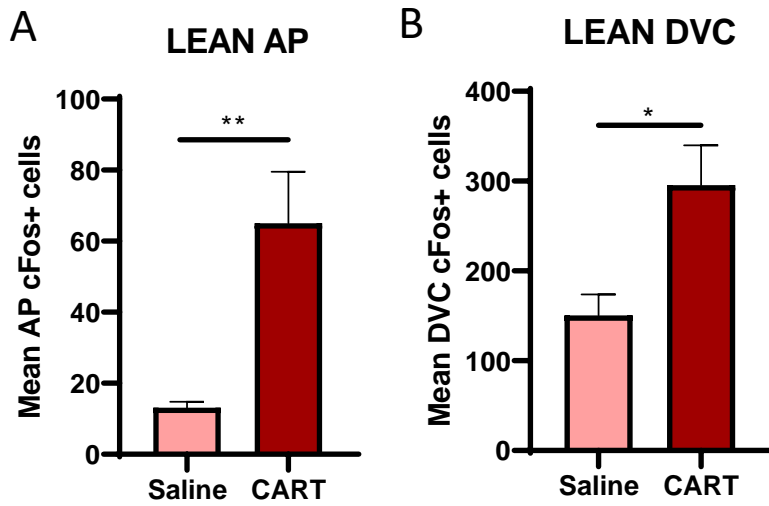 A
LEAN AP
Mean AP cFos+ cells
100
80
60
40
20
0
**
Saline CART
B
LEAN DVC
Mean DVC cFos+ cells
400
300
200
100
0
*
Saline CART